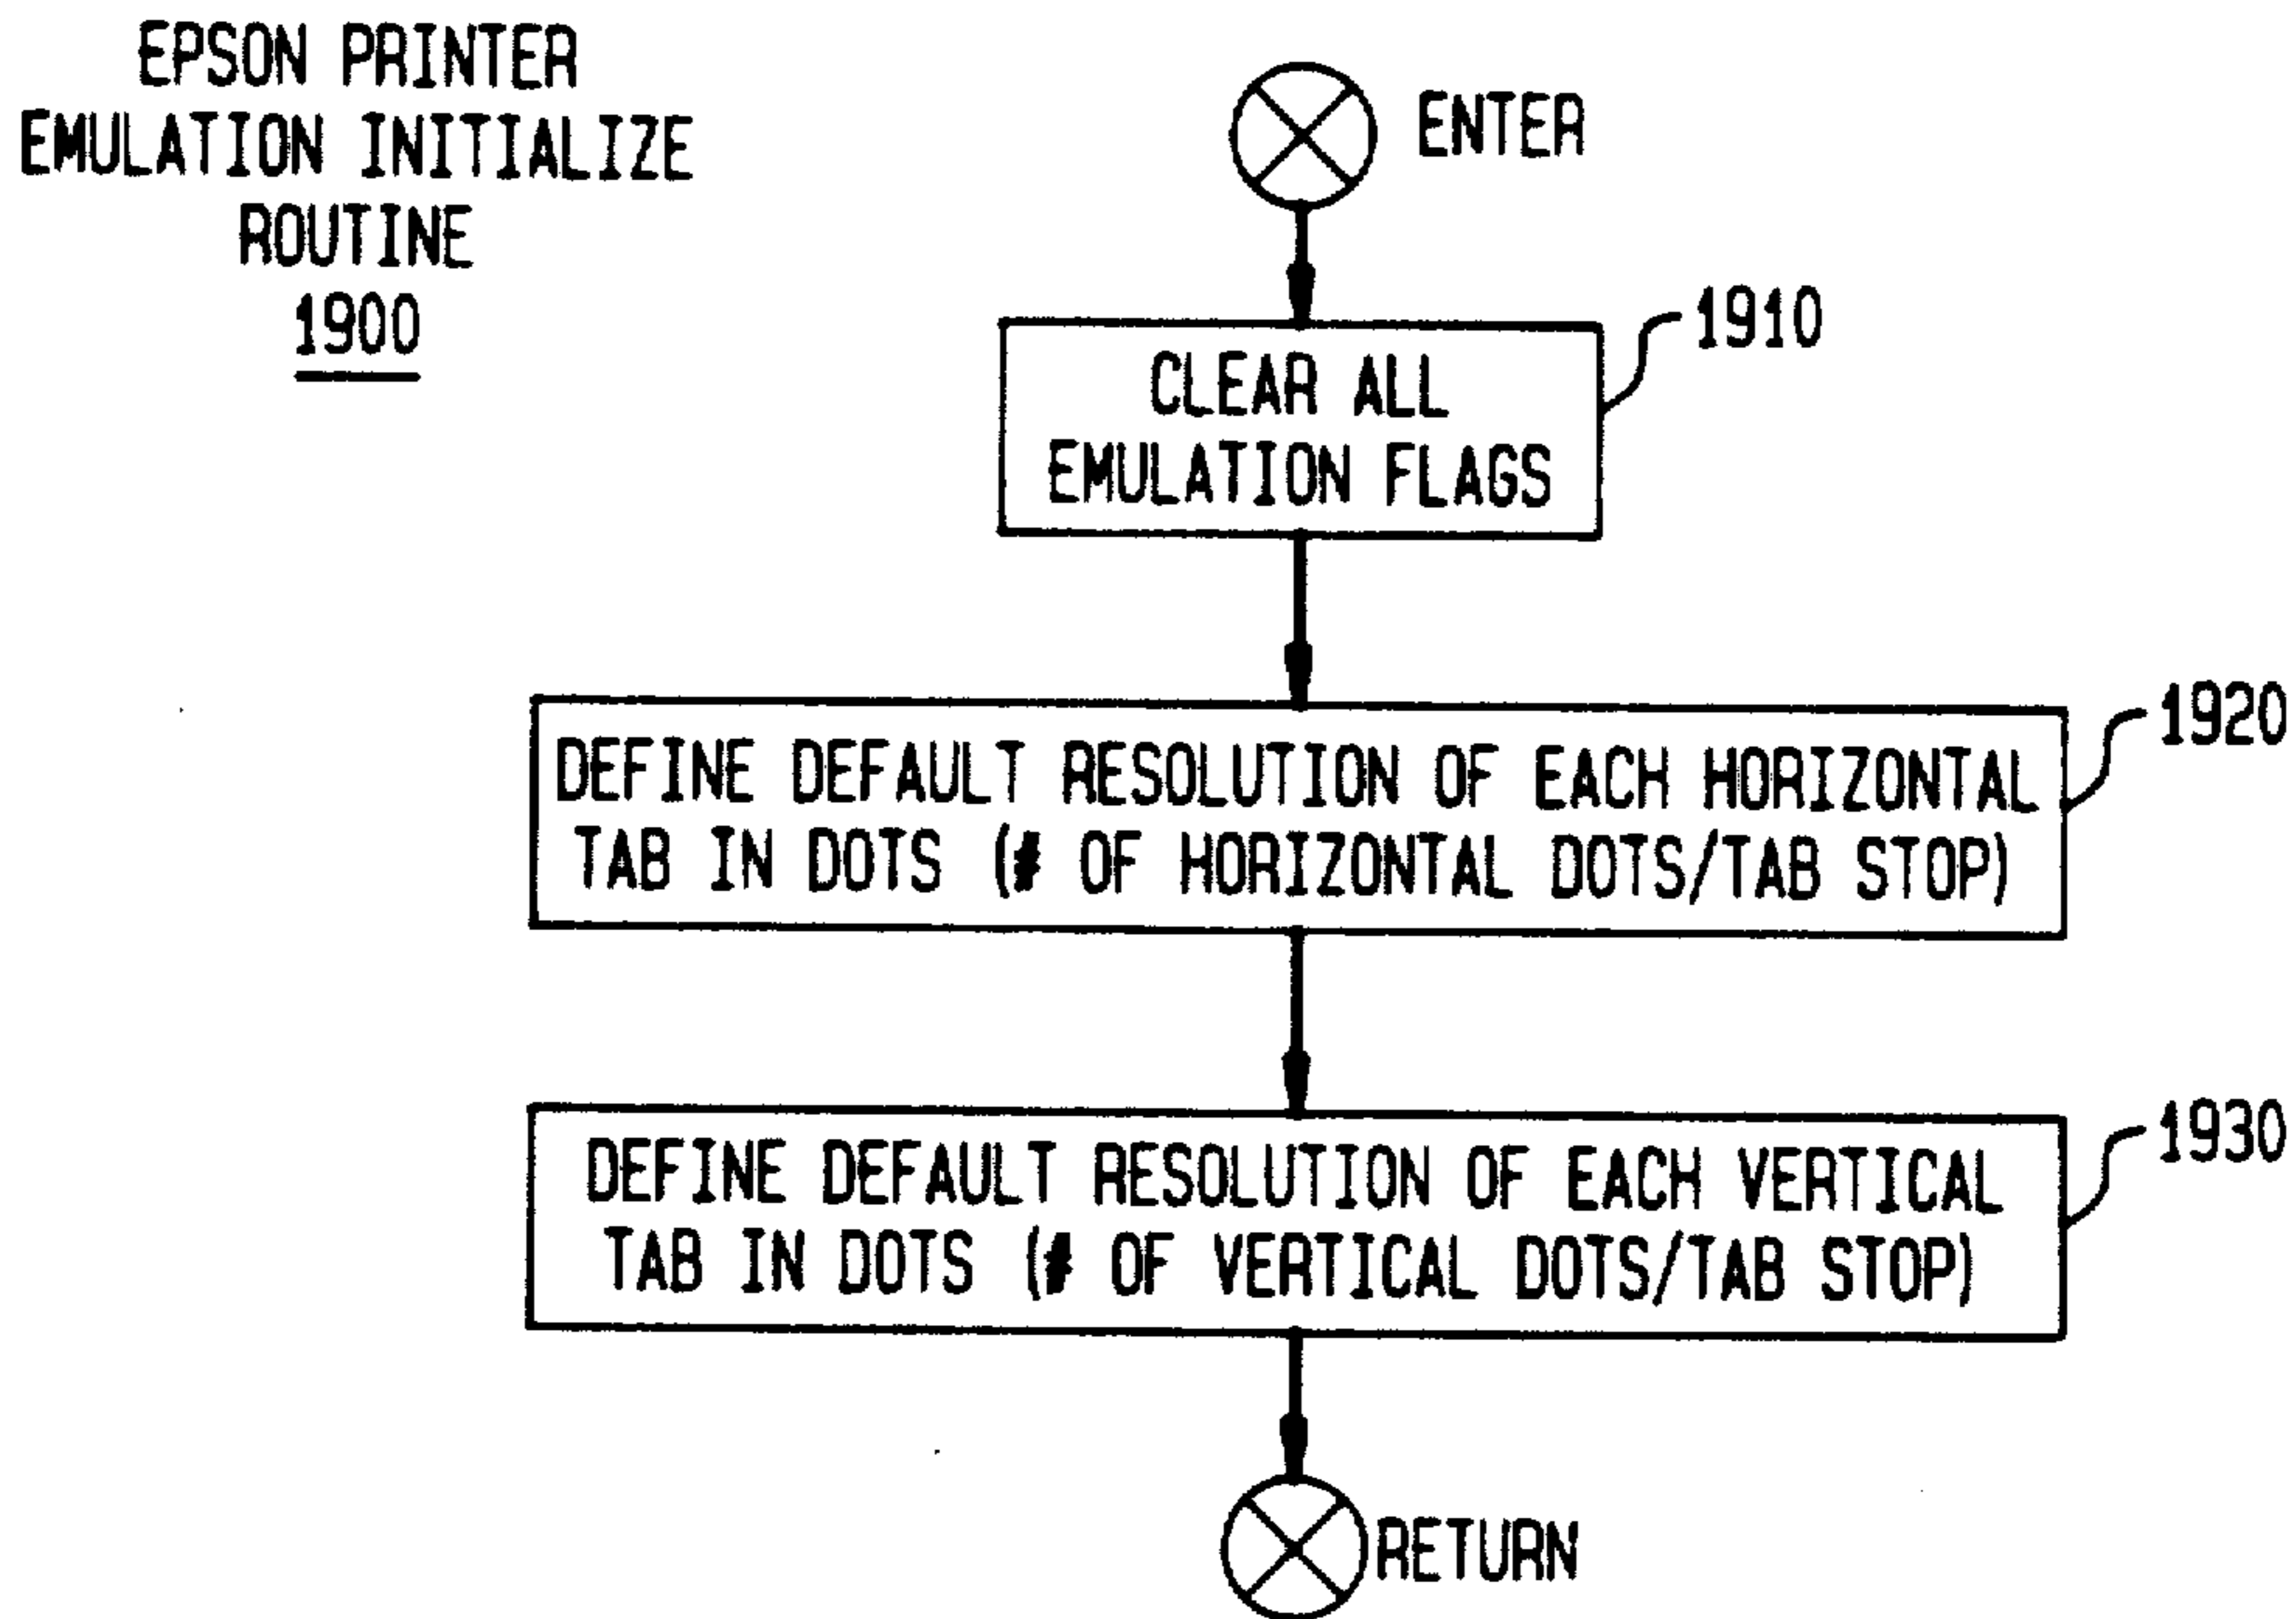 EPSON PRINTER
EMULATION INITIALIZE
ROUTINE
1900
ENTER
1910
CLEAR ALL
EMULATION FLAGS
1920
DEFINE DEFAULT RESOLUTION OF EACH HORIZONTAL
TAB IN DOTS (# OF HORIZONTAL DOTS/TAB STOP)
1930
DEFINE DEFAULT RESOLUTION OF EACH VERTICAL
TAB IN DOTS (# OF VERTICAL DOTS/TAB STOP)
RETURN